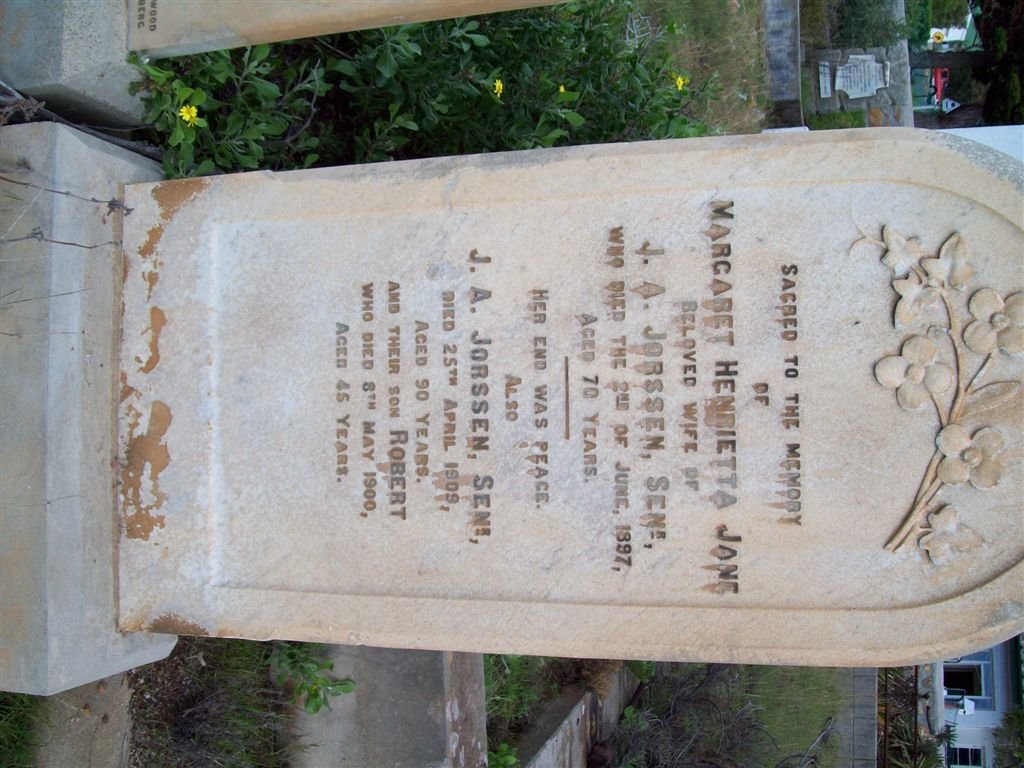 SACRED TO THE MEMORY
OF
MARGARET HENRIETTA JANE
BELOVED WIFE OF
J. A. JORSSEN, SENR,
WHO DIED THE 2ND OF JUNE, 1897,
AGED 70 YEARS.
HER END WAS PEACE.
ALSO
J. A. JORSSEN, SENR,
DIED 25TH APRIL 1909,
AGED 90 YEARS.
AND THEIR SON ROBERT
WHO DIED 8TH MAY 1900,
AGED 45 YEARS.